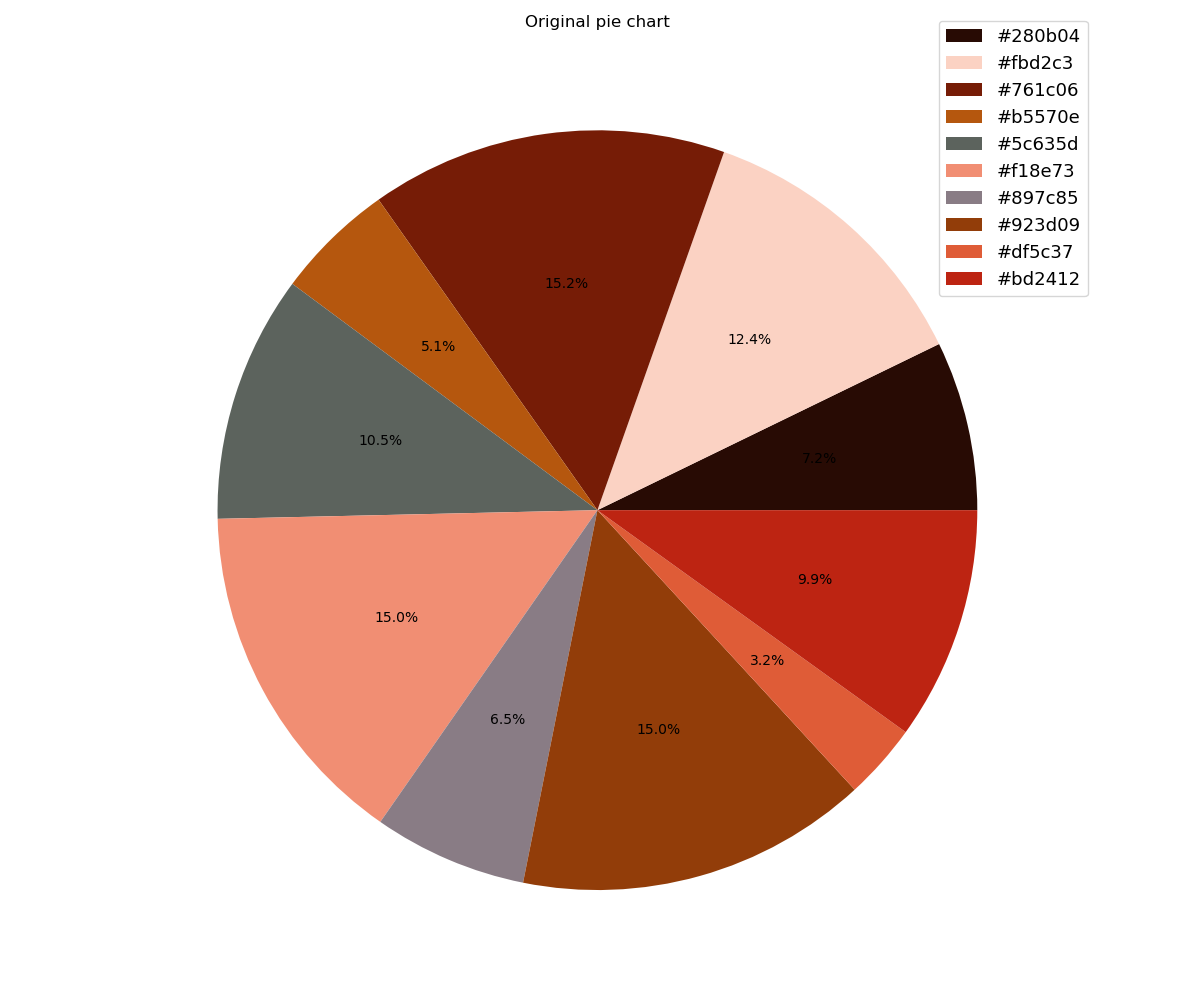 Original pie chart
#280b04
#fbd2c3
#761c06
#b5570e
#5c635d
#f18e73
#897c85
#923d09
#df5c37
#bd2412
15.2%
12.4%
5.1%
7.2%
10.5%
9.9%
15.0%
3.2%
6.5%
15.0%